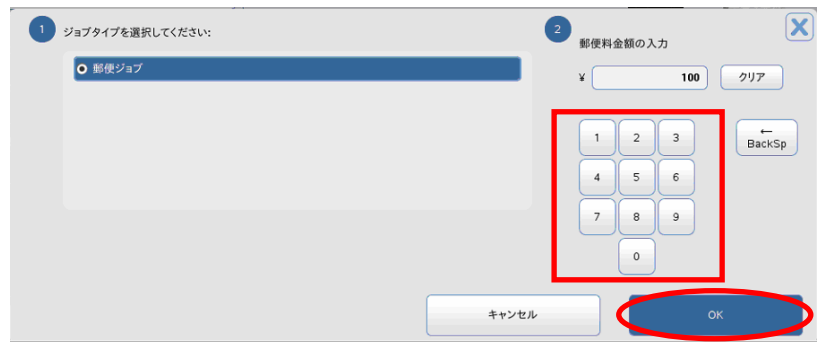 1 ジョブタイプを選択してください:
郵便ジョブ
2 郵便料金額の入力
X
¥ 100 クリア
1 2 3
← BackSp
4 5 6
7 8 9
0
キャンセル OK